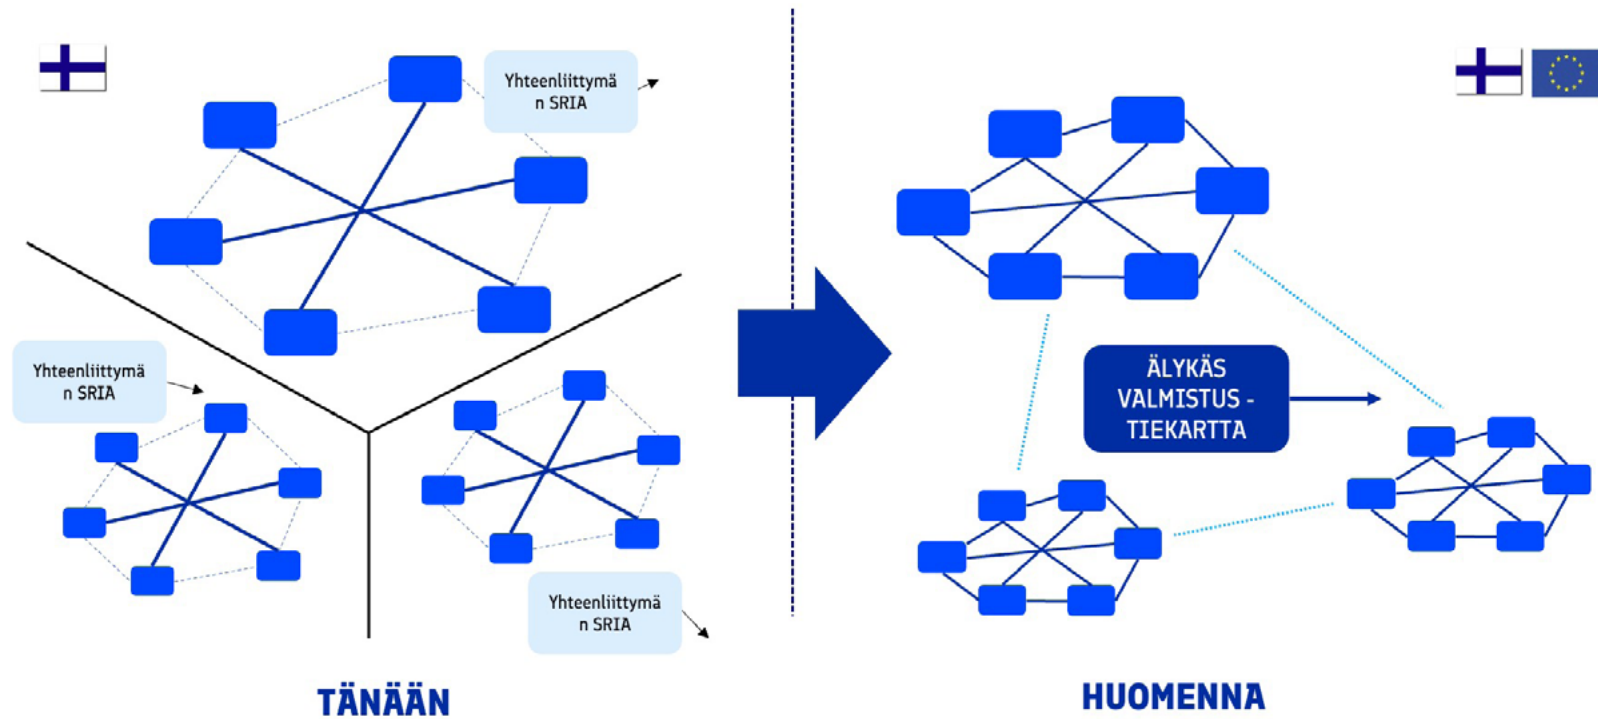 Yhteenliittymä
n SRIA
Yhteenliittymä
n SRIA
Yhteenliittymä
n SRIA
TÄNÄÄN
ÄLYKÄS
VALMISTUS -
TIEKARTTA
HUOMENNA